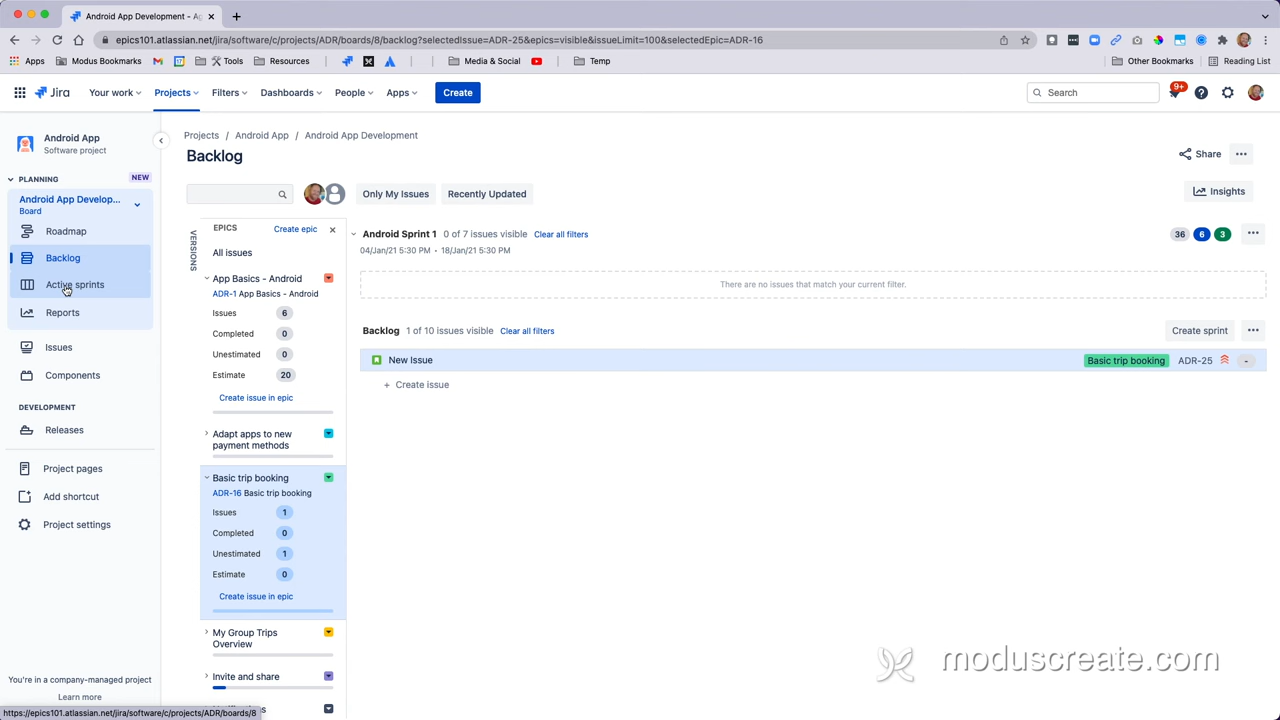 Android App Development - Ag
epics101.atlassian.net/jira/software/c/projects/ADR/boards/8/backlog?selectedIssue=ADR-25&epics=visible&issueLimit=100&selectedEpic=ADR-16
Apps
Modus Bookmarks
Tools
Resources
Media & Social
Temp
Other Bookmarks
Reading List
Jira
Your work
Projects
Filters
Dashboards
People
Apps
Create
Search
9+
Android App
Software project
PLANNING
NEW
Android App Develop...
Board
Roadmap
Backlog
Active sprints
Reports
Issues
Components
DEVELOPMENT
Releases
Project pages
Add shortcut
Project settings
You're in a company-managed project
Learn more
https://epics101.atlassian.net/jira/software/c/projects/ADR/boards/8
Projects / Android App / Android App Development
Backlog
Share
Only My Issues
Recently Updated
Insights
VERSIONS
EPICS
Create epic
All issues
App Basics - Android
ADR-1 App Basics - Android
Issues 6
Completed 0
Unestimated 0
Estimate 20
Create issue in epic
Adapt apps to new
payment methods
Basic trip booking
ADR-16 Basic trip booking
Issues 1
Completed 0
Unestimated 1
Estimate 0
Create issue in epic
My Group Trips
Overview
Invite and share
Android Sprint 1 0 of 7 issues visible Clear all filters
36 6 3
04/Jan/21 5:30 PM • 18/Jan/21 5:30 PM
There are no issues that match your current filter.
Backlog 1 of 10 issues visible Clear all filters
Create sprint
New Issue
Basic trip booking ADR-25 -
+ Create issue
moduscreate.com